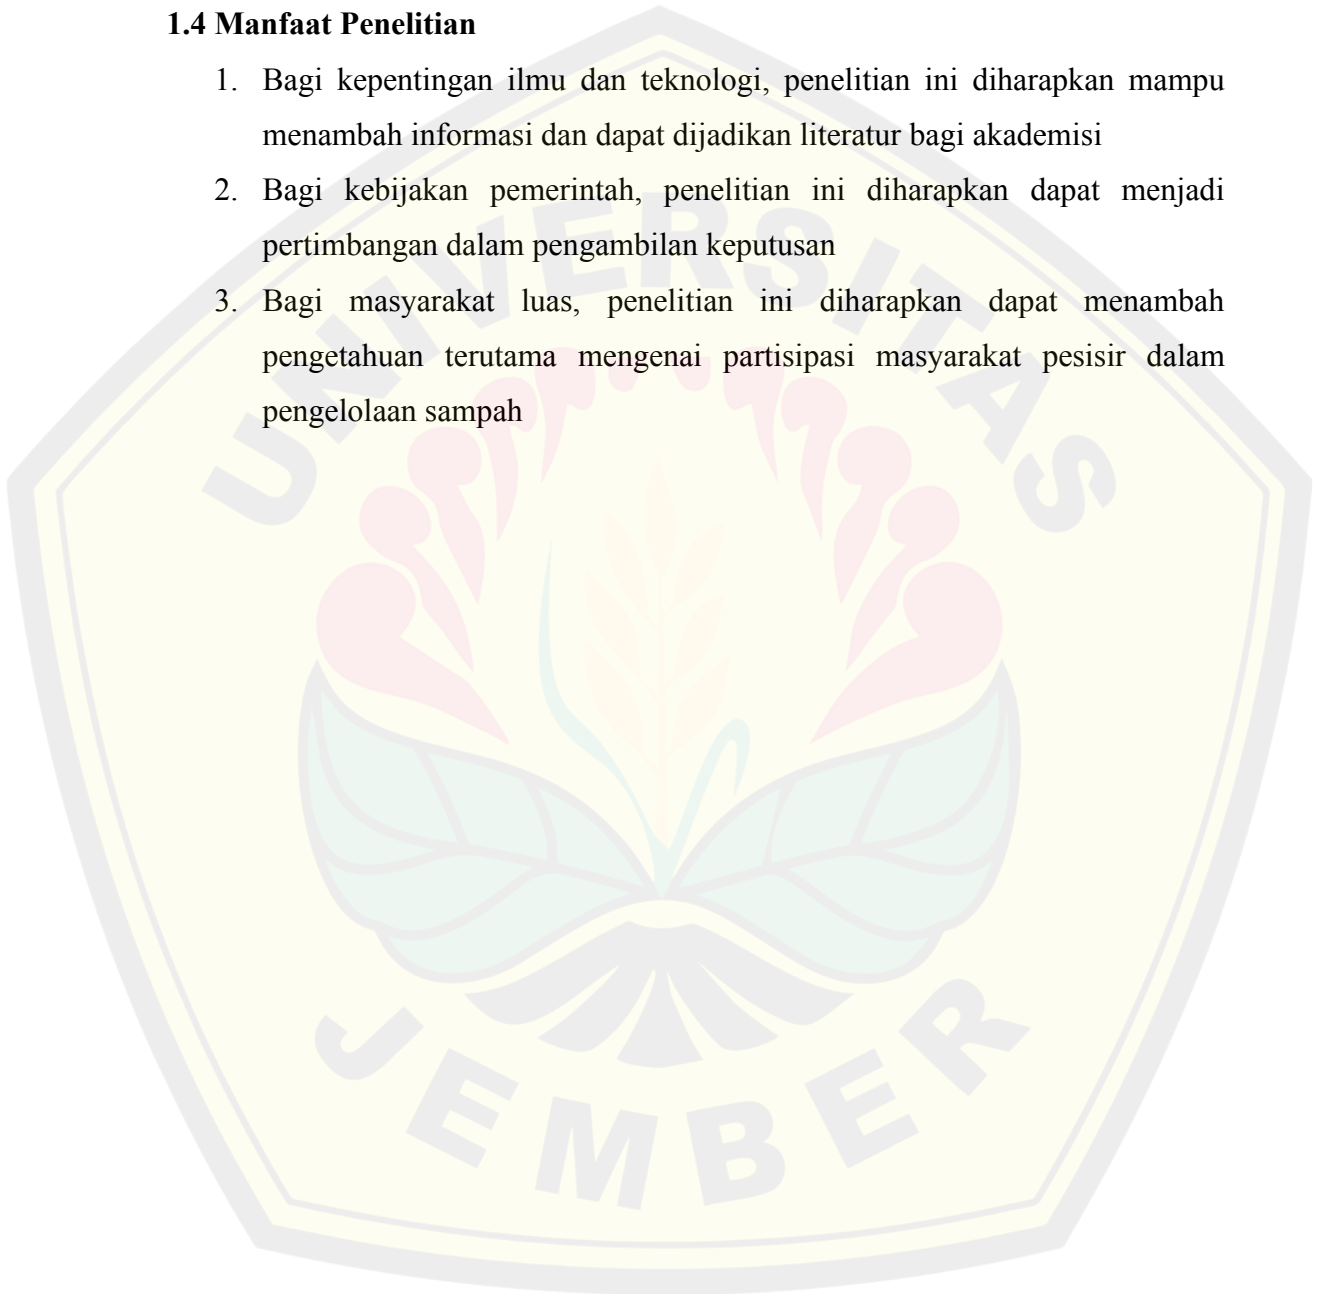 1.4 Manfaat Penelitian
1. Bagi kepentingan ilmu dan teknologi, penelitian ini diharapkan mampu
menambah informasi dan dapat dijadikan literatur bagi akademisi
2. Bagi kebijakan pemerintah, penelitian ini diharapkan dapat menjadi
pertimbangan dalam pengambilan keputusan
3. Bagi masyarakat luas, penelitian ini diharapkan dapat menambah
pengetahuan terutama mengenai partisipasi masyarakat pesisir dalam
pengelolaan sampah
UNIVERSITAS
JEMBER